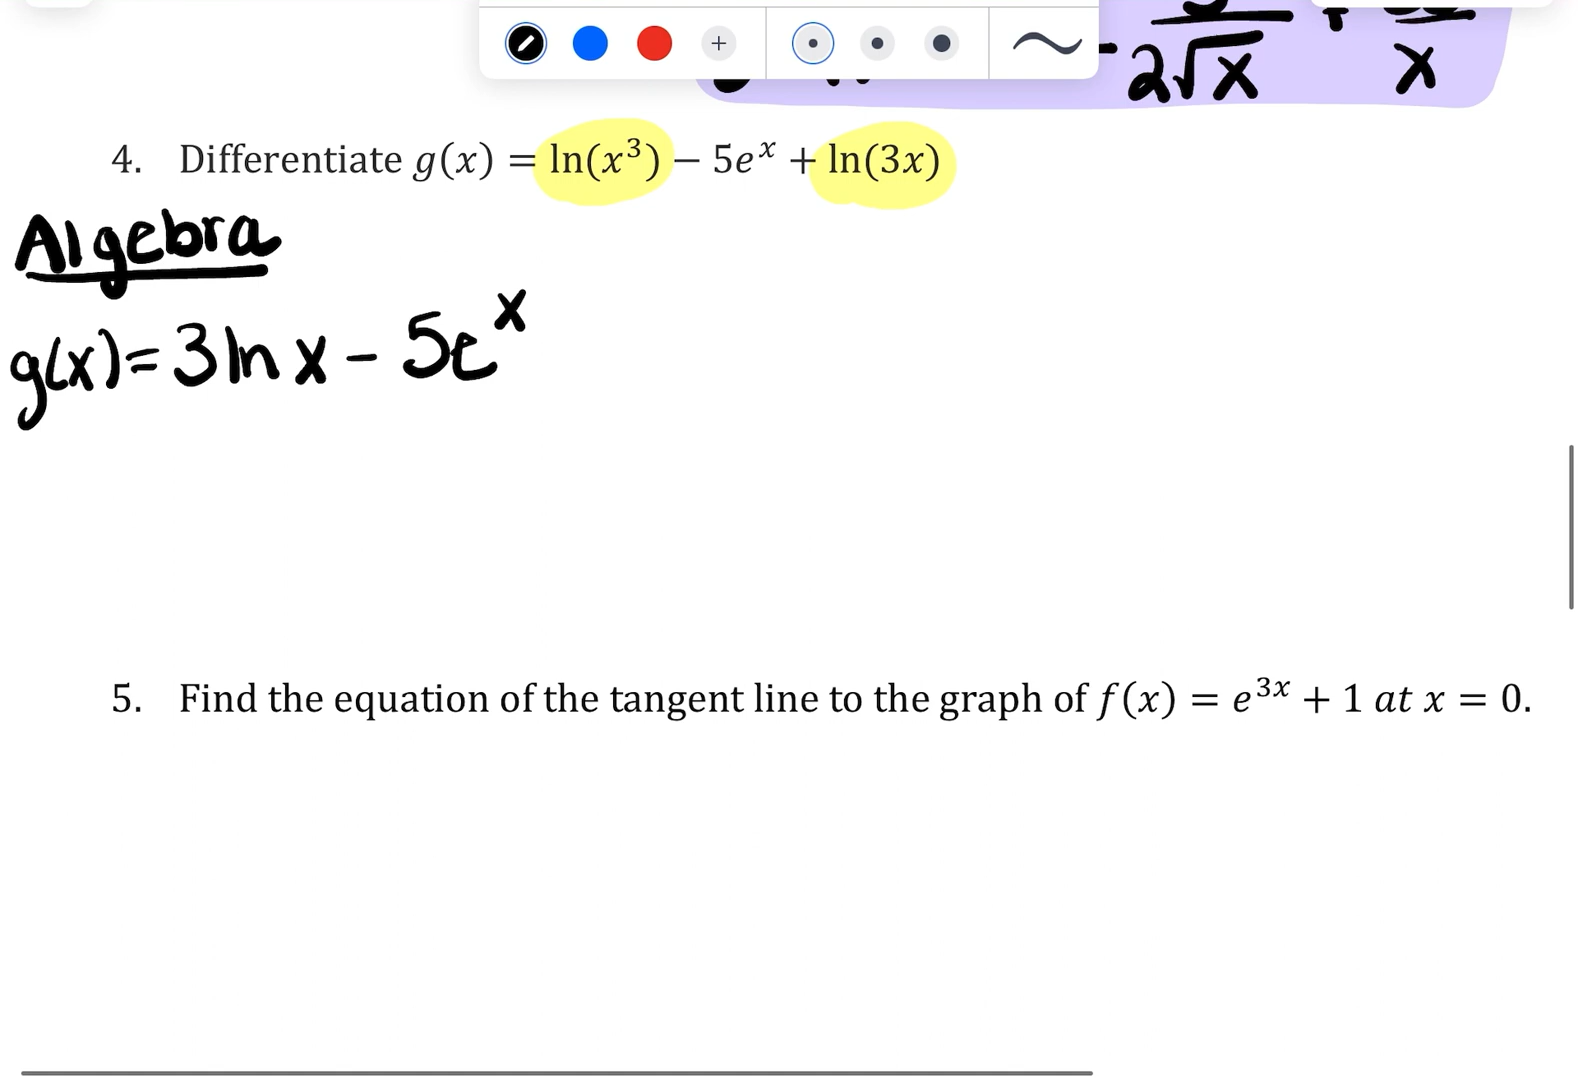 2√x x
4. Differentiate g(x) = ln(x³) − 5eˣ + ln(3x)
Algebra
g(x) = 3 ln x − 5eˣ
5. Find the equation of the tangent line to the graph of f(x) = e³ˣ + 1 at x = 0.